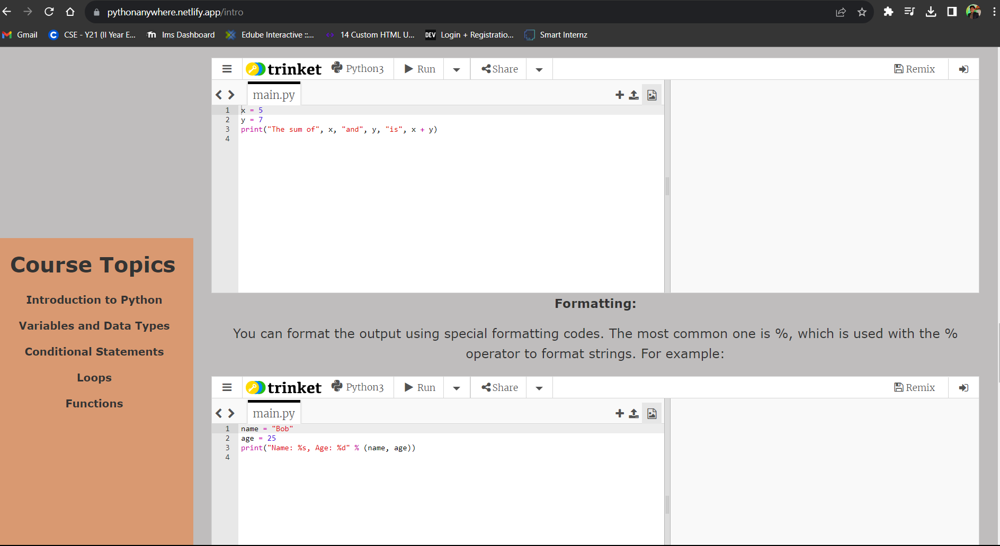 pythonanywhere.netlify.app/intro
Gmail
CSE - Y21 (II Year E...
lms Dashboard
Edube Interactive ::...
14 Custom HTML U...
DEV
Login + Registratio...
Smart Internz
trinket
Python3
Run
Share
Remix
main.py
1 x = 5
2 y = 7
3 print("The sum of", x, "and", y, "is", x + y)
4
Course Topics
Introduction to Python
Variables and Data Types
Conditional Statements
Loops
Functions
Formatting:
You can format the output using special formatting codes. The most common one is %, which is used with the %
operator to format strings. For example:
trinket
Python3
Run
Share
Remix
main.py
1 name = "Bob"
2 age = 25
3 print("Name: %s, Age: %d" % (name, age))
4